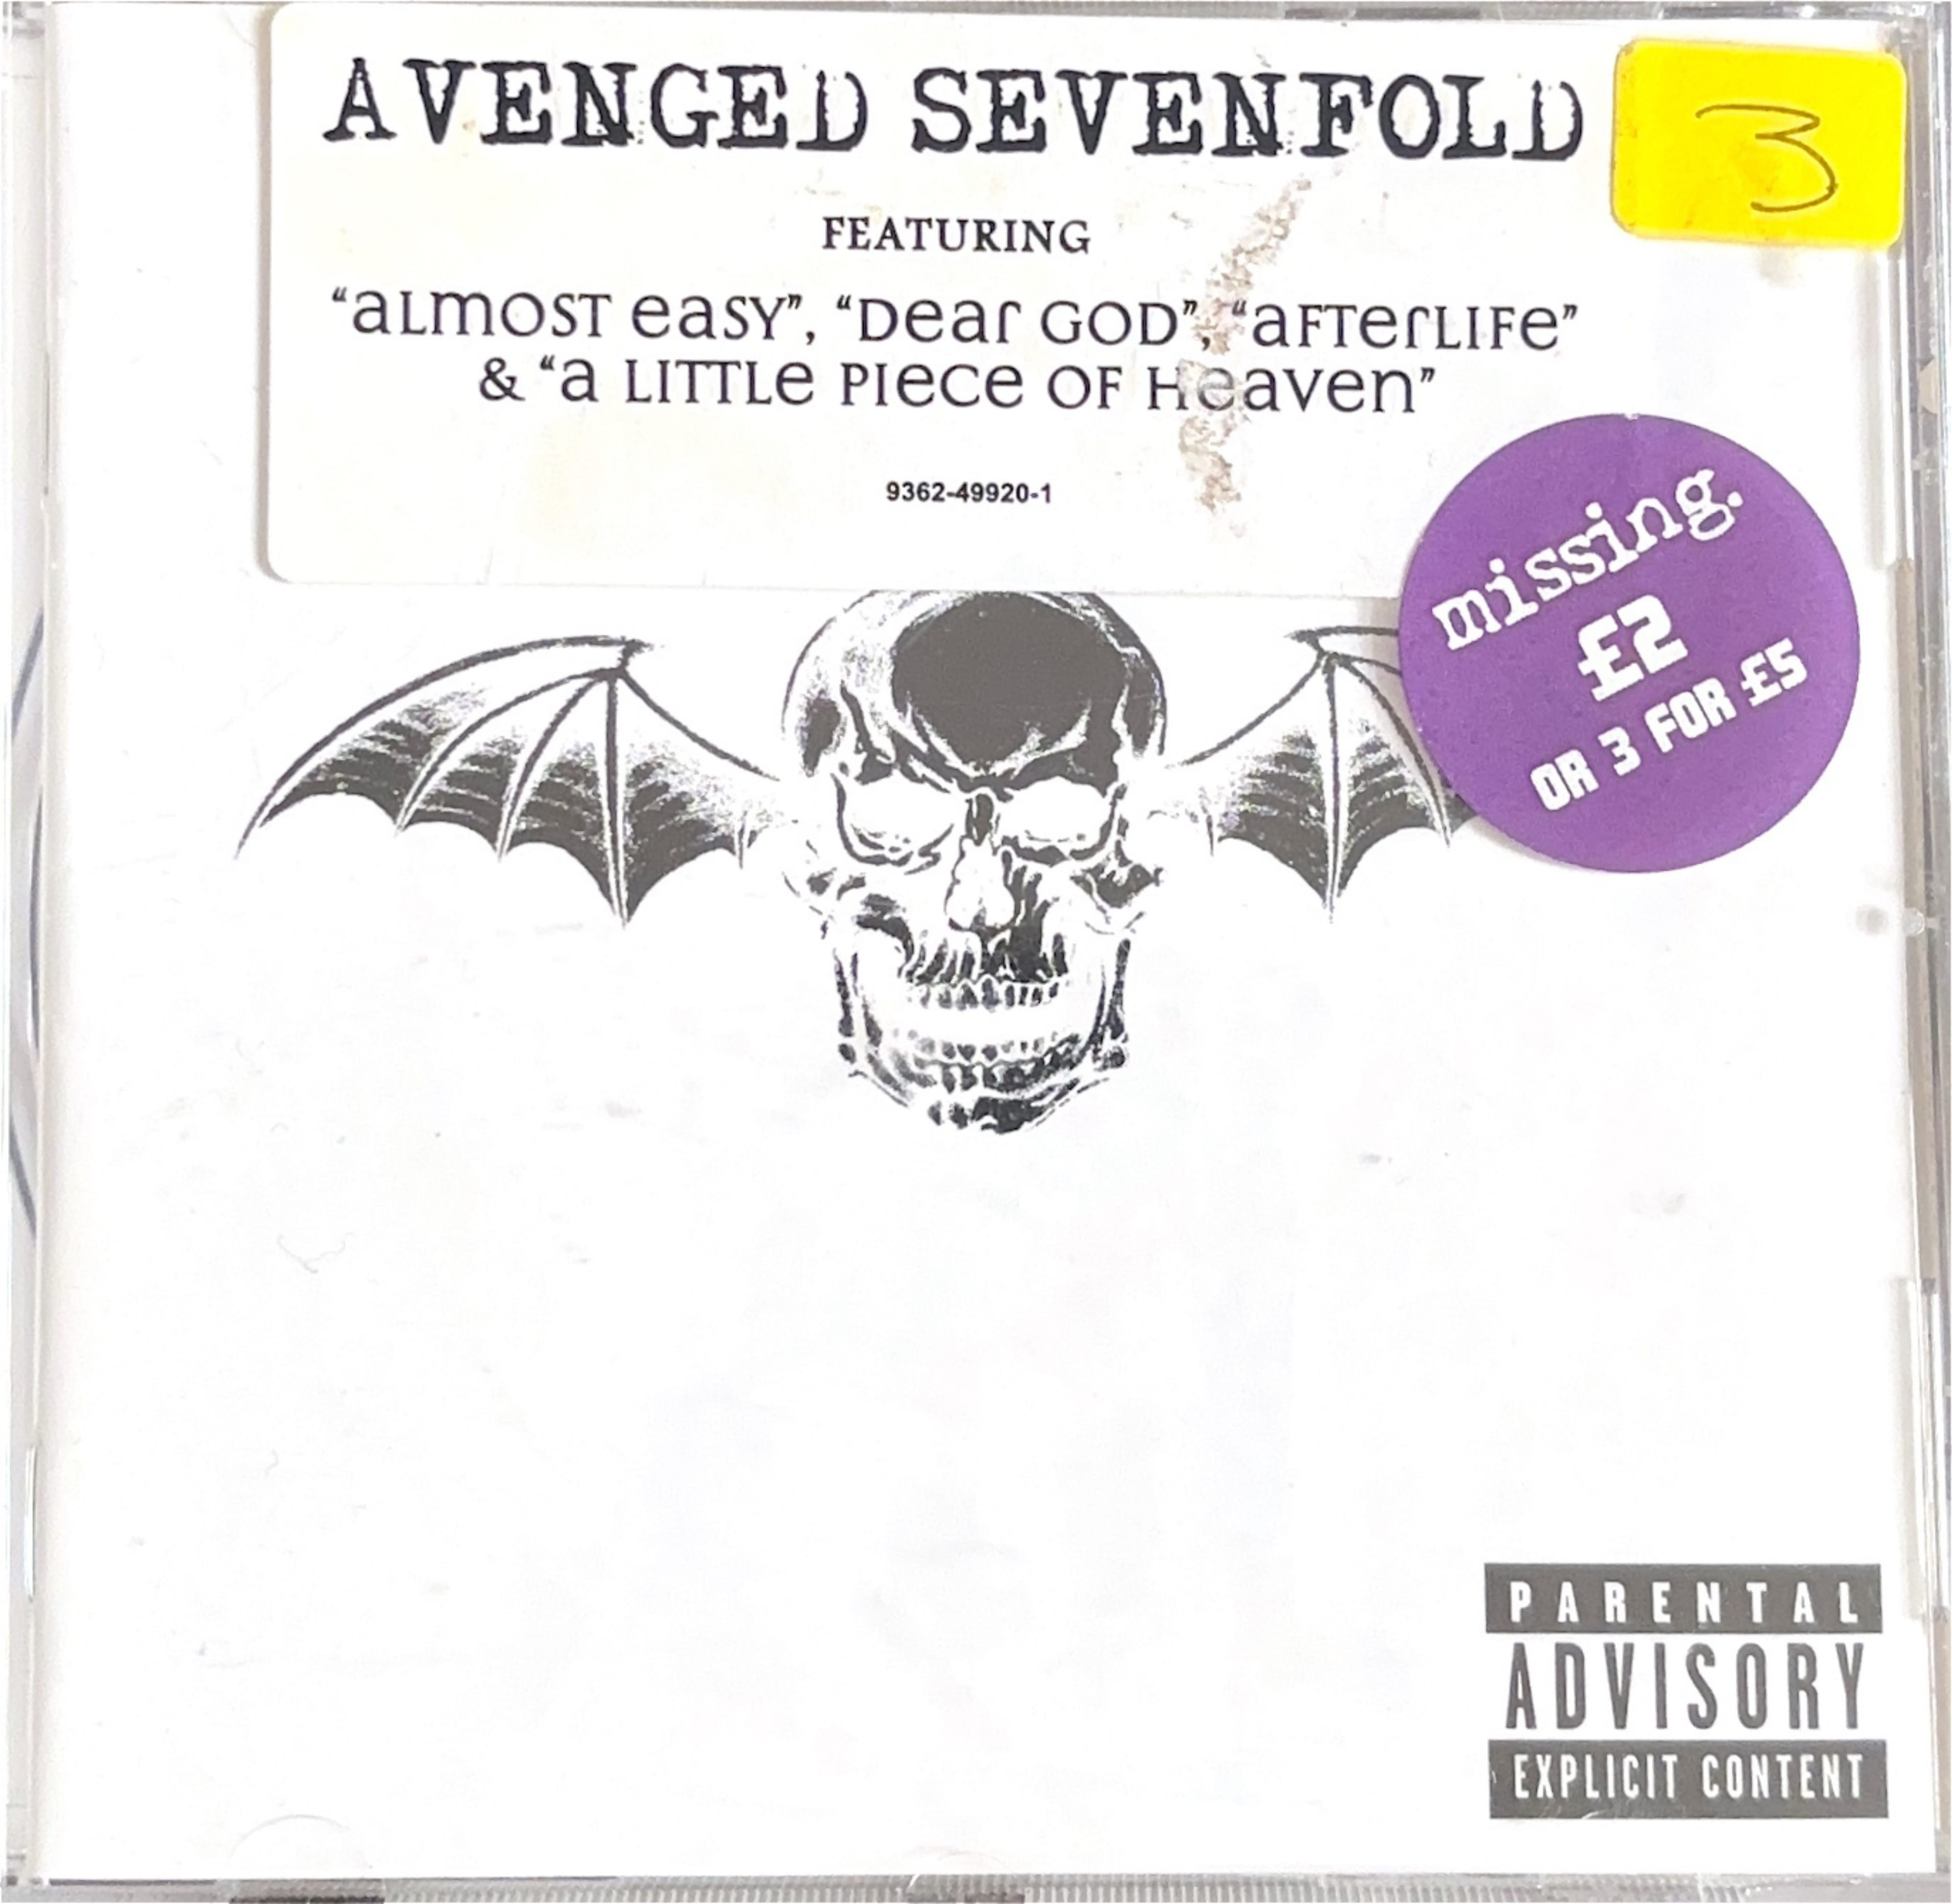 AVENGED SEVENFOLD
3
FEATURING
“aLmOST easY”, “Dear GOD”, “aFTerLIFe”
& “a LITTLe PIece OF Heaven”
9362-49920-1
missing.
£2
OR 3 FOR £5
PARENTAL
ADVISORY
EXPLICIT CONTENT